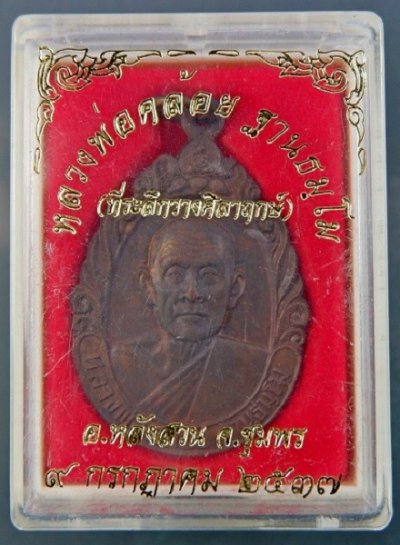 หลวงพ่อคล้อย ฐานธมฺโม
(ที่ระลึกวางศิลาฤกษ์)
อ.หลังสวน จ.ชุมพร
๙ กรกฎาคม ๒๕๓๗